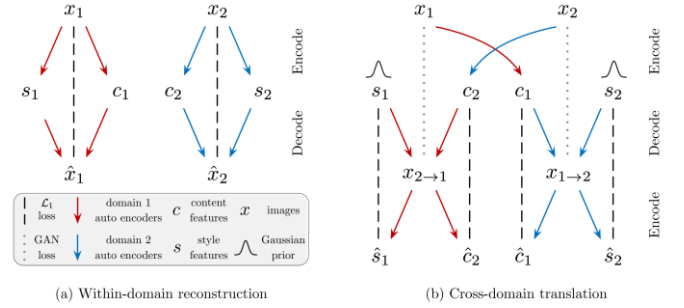 x₁ x₂
Encode
s₁ c₁ c₂ s₂
Decode
x̂₁ x̂₂
L₁ loss
domain 1 auto encoders
c content features
x images
GAN loss
domain 2 auto encoders
s style features
Gaussian prior
(a) Within-domain reconstruction
x₁ x₂
Encode
s₁ c₂ c₁ s₂
Decode
x₂→₁ x₁→₂
Encode
ŝ₁ ĉ₂ ĉ₁ ŝ₂
(b) Cross-domain translation